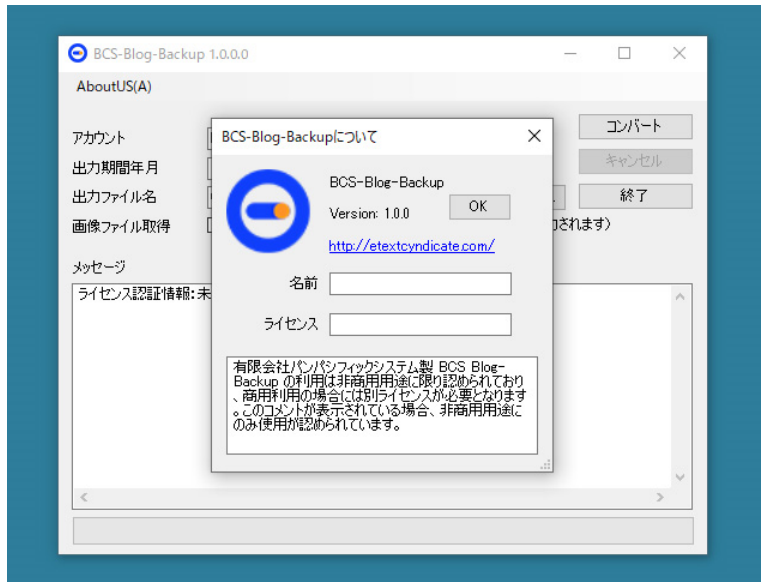 BCS-Blog-Backup 1.0.0.0
AboutUS(A)
アカウント
コンバート
出力期間年月
キャンセル
出力ファイル名
終了
画像ファイル取得
されます）
メッセージ
ライセンス認証情報:未
BCS-Blog-Backupについて
BCS-Blog-Backup
Version: 1.0.0
OK
http://etextcyndicate.com/
名前
ライセンス
有限会社パンパシフィックシステム製 BCS Blog-
Backup の利用は非商用用途に限り認められており
、商用利用の場合には別ライセンスが必要となります
。このコメントが表示されている場合、非商用用途に
のみ使用が認められています。